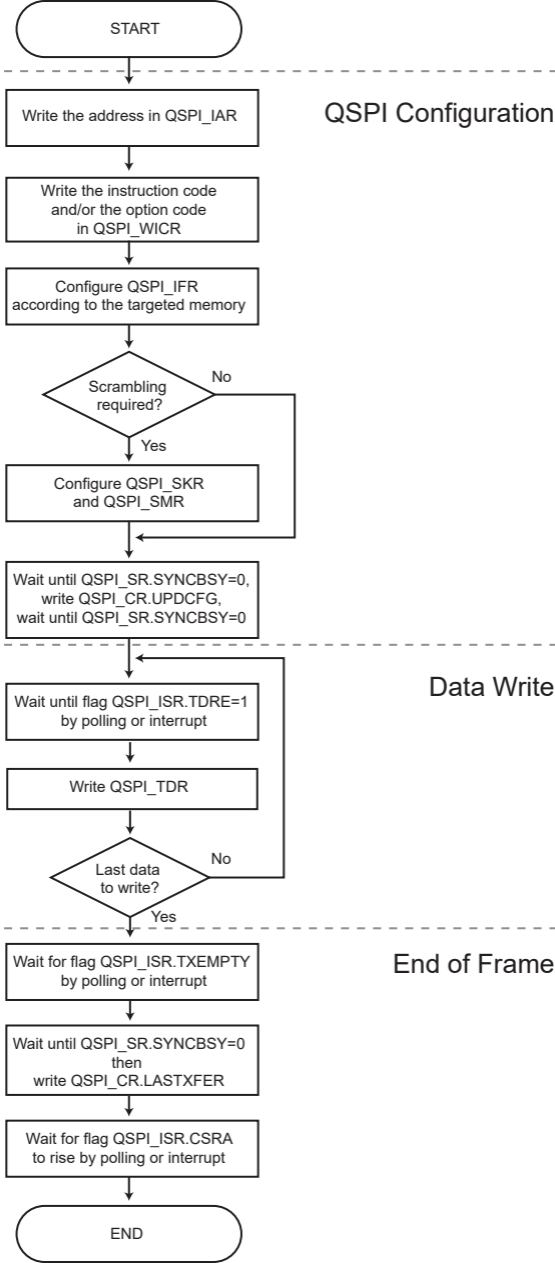 START
QSPI Configuration
Write the address in QSPI_IAR
Write the instruction code
and/or the option code
in QSPI_WICR
Configure QSPI_IFR
according to the targeted memory
No
Scrambling
required?
Yes
Configure QSPI_SKR
and QSPI_SMR
Wait until QSPI_SR.SYNCBSY=0,
write QSPI_CR.UPDCFG,
wait until QSPI_SR.SYNCBSY=0
Data Write
Wait until flag QSPI_ISR.TDRE=1
by polling or interrupt
Write QSPI_TDR
No
Last data
to write?
Yes
End of Frame
Wait for flag QSPI_ISR.TXEMPTY
by polling or interrupt
Wait until QSPI_SR.SYNCBSY=0
then
write QSPI_CR.LASTXFER
Wait for flag QSPI_ISR.CSRA
to rise by polling or interrupt
END